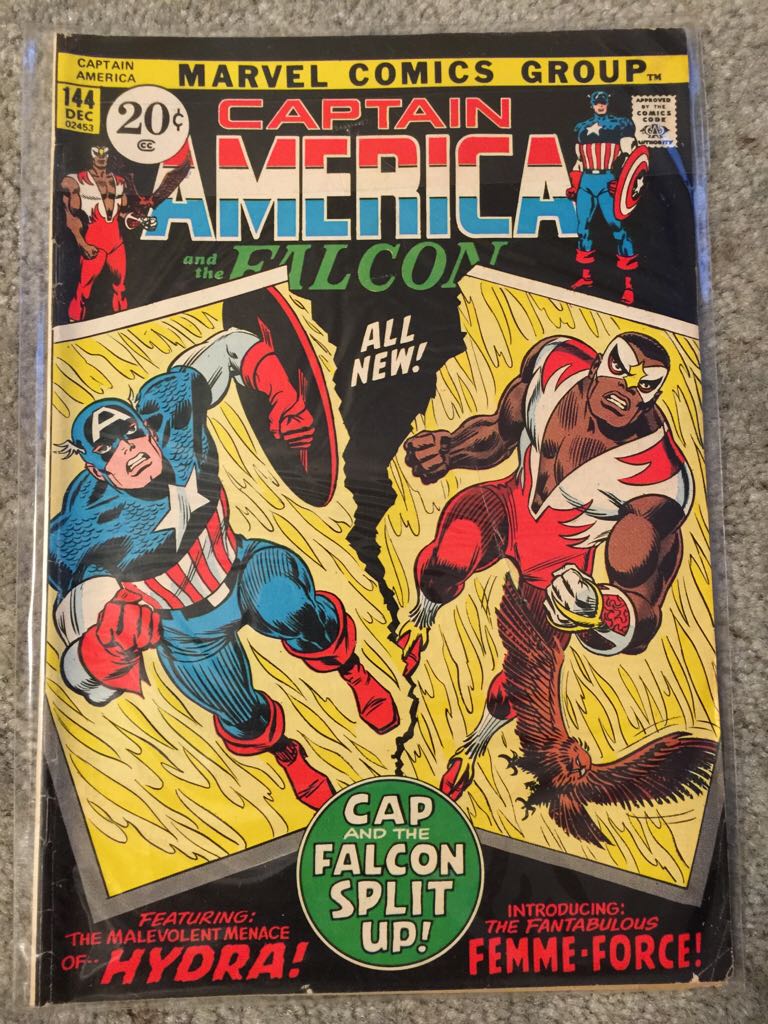 CAPTAIN
AMERICA
MARVEL COMICS GROUP™
144
DEC
02453
20¢
CC
CAPTAIN
AMERICA
and
the FALCON
APPROVED
BY THE
COMICS
CODE
AUTHORITY
ALL
NEW!
A
CAP
AND THE
FALCON
SPLIT
UP!
FEATURING:
THE MALEVOLENT MENACE
OF-- HYDRA!
INTRODUCING:
THE FANTABULOUS
FEMME-FORCE!